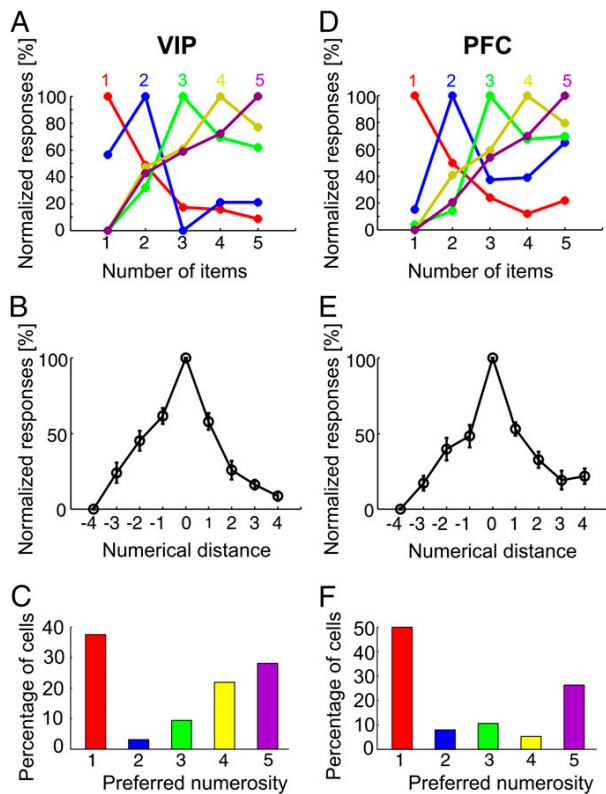 A
VIP
Normalized responses [%]
1 2 3 4 5
100
80
60
40
20
0
1 2 3 4 5
Number of items
D
PFC
Normalized responses [%]
1 2 3 4 5
100
80
60
40
20
0
1 2 3 4 5
Number of items
B
Normalized responses [%]
100
50
0
-4 -3 -2 -1 0 1 2 3 4
Numerical distance
E
Normalized responses [%]
100
50
0
-4 -3 -2 -1 0 1 2 3 4
Numerical distance
C
Percentage of cells
40
30
20
10
0
1 2 3 4 5
Preferred numerosity
F
Percentage of cells
50
40
30
20
10
0
1 2 3 4 5
Preferred numerosity